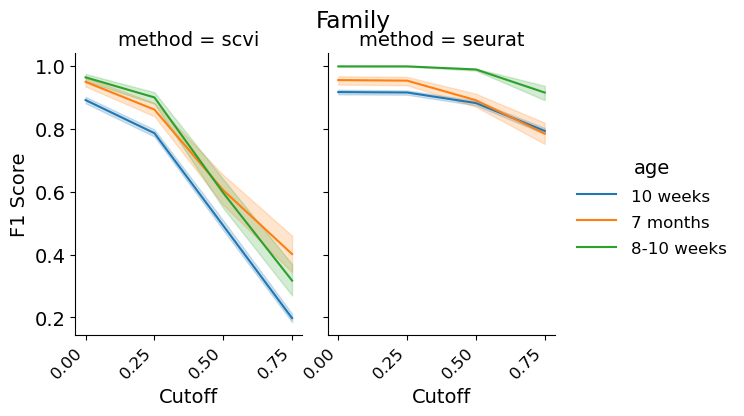 Family
method = scvi
method = seurat
F1 Score
1.0
0.8
0.6
0.4
0.2
0.00
0.25
0.50
0.75
Cutoff
0.00
0.25
0.50
0.75
Cutoff
age
10 weeks
7 months
8-10 weeks